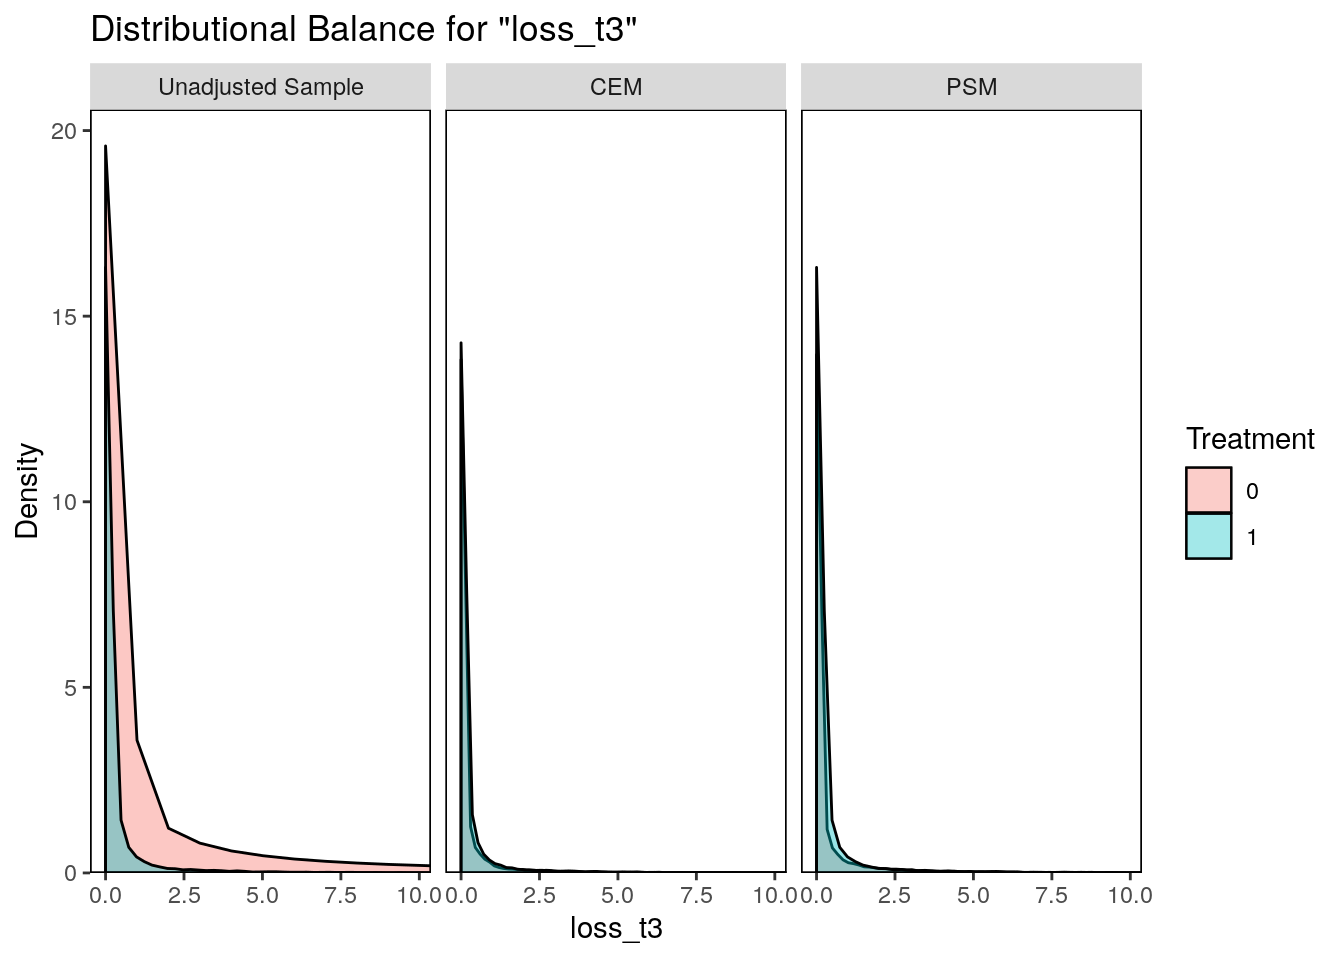 Distributional Balance for "loss_t3"
Unadjusted Sample CEM PSM
20
15
10
5
0
Density
0.0 2.5 5.0 7.5 10.0 0.0 2.5 5.0 7.5 10.0 0.0 2.5 5.0 7.5 10.0
loss_t3
Treatment
0
1